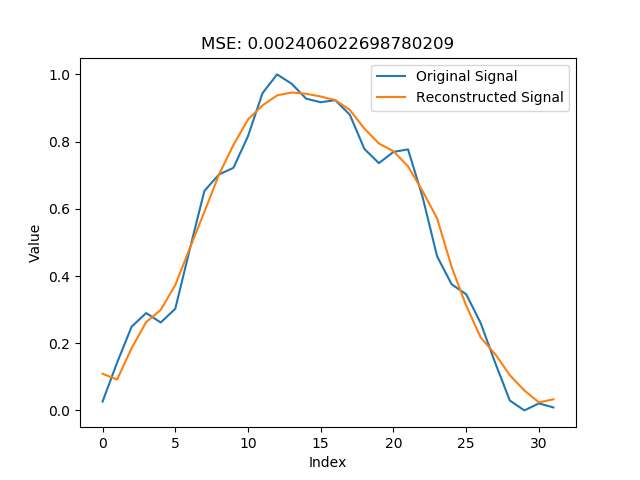 MSE: 0.002406022698780209
Original Signal
Reconstructed Signal
1.0
0.8
0.6
0.4
0.2
0.0
Value
0 5 10 15 20 25 30
Index